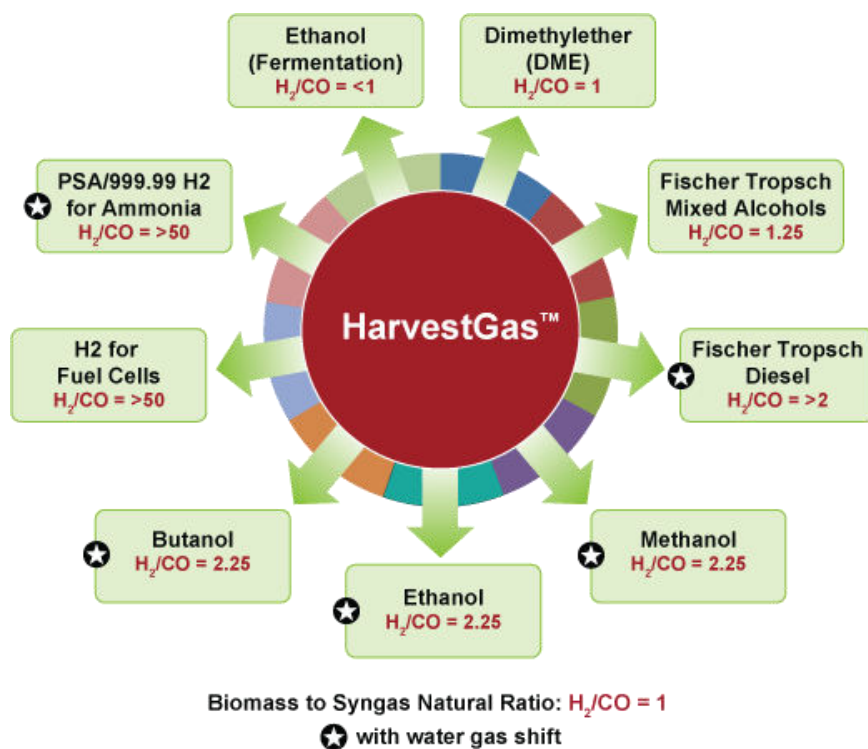 Ethanol
(Fermentation)
H₂/CO = <1
Dimethylether
(DME)
H₂/CO = 1
PSA/999.99 H2
for Ammonia
H₂/CO = >50
Fischer Tropsch
Mixed Alcohols
H₂/CO = 1.25
HarvestGas™
H2 for
Fuel Cells
H₂/CO = >50
Fischer Tropsch
Diesel
H₂/CO = >2
Butanol
H₂/CO = 2.25
Methanol
H₂/CO = 2.25
Ethanol
H₂/CO = 2.25
Biomass to Syngas Natural Ratio: H₂/CO = 1
with water gas shift